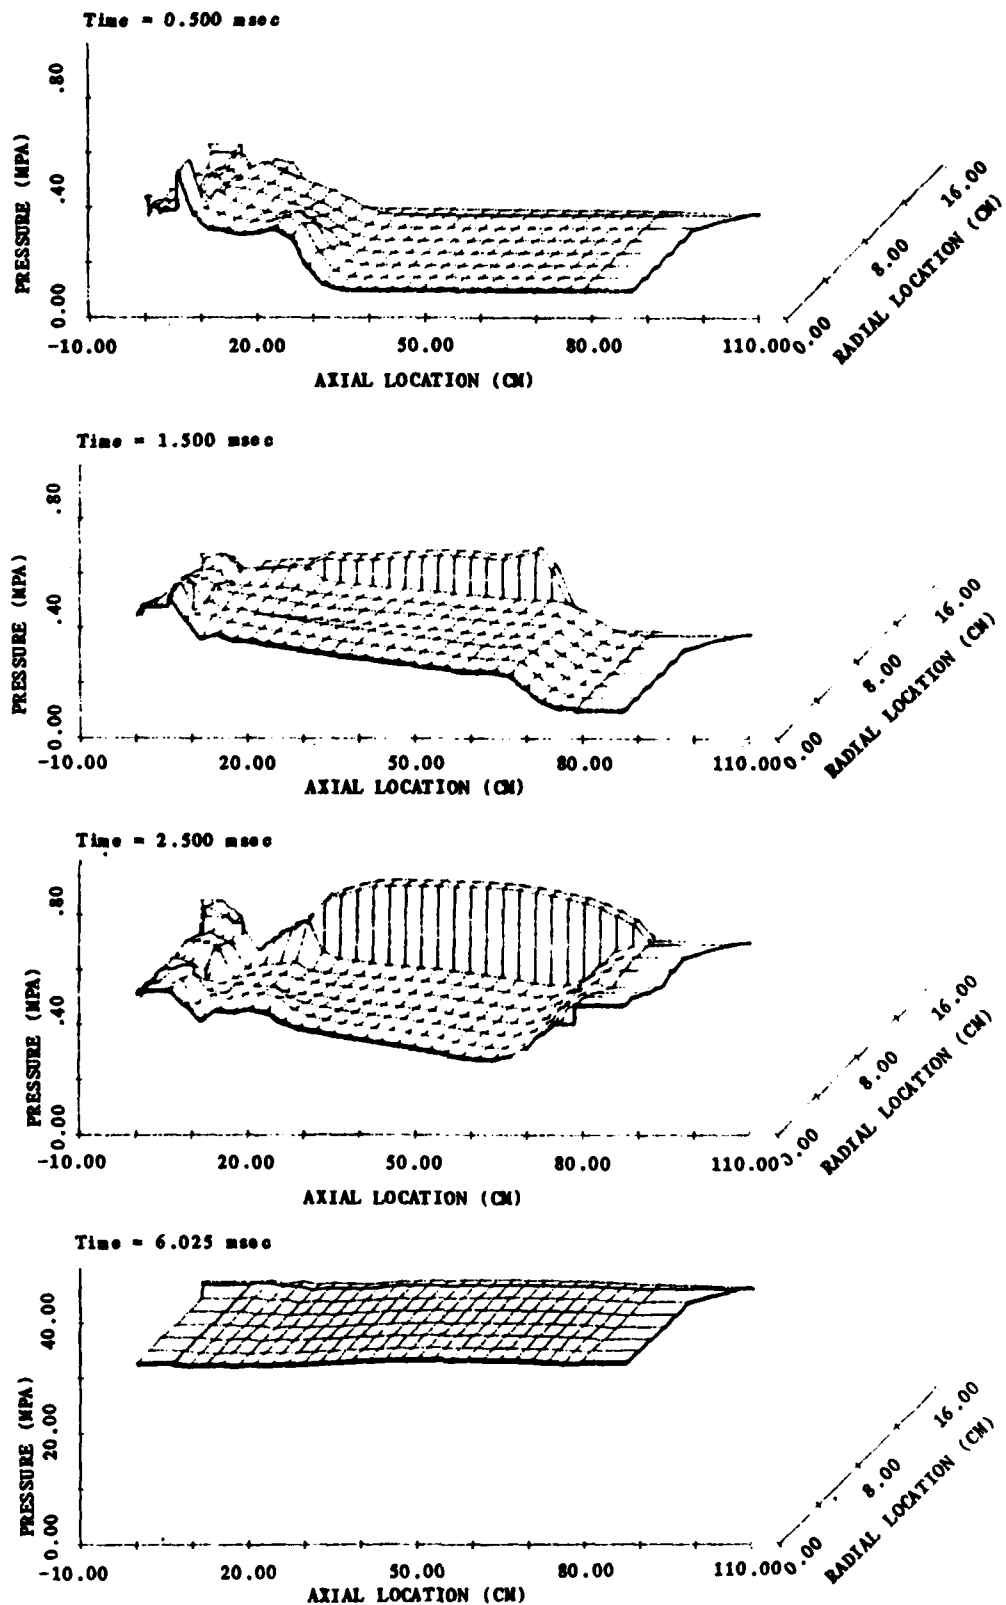 Time = 0.500 msec
.80
.40
0.00
PRESSURE (MPA)
-10.00 20.00 50.00 80.00 110.00
AXIAL LOCATION (CM)
0.00 8.00 16.00
RADIAL LOCATION (CM)
Time = 1.500 msec
.80
.40
0.00
PRESSURE (MPA)
-10.00 20.00 50.00 80.00 110.00
AXIAL LOCATION (CM)
0.00 8.00 16.00
RADIAL LOCATION (CM)
Time = 2.500 msec
.80
.40
0.00
PRESSURE (MPA)
-10.00 20.00 50.00 80.00 110.00
AXIAL LOCATION (CM)
0.00 8.00 16.00
RADIAL LOCATION (CM)
Time = 6.025 msec
40.00
20.00
0.00
PRESSURE (MPA)
-10.00 20.00 50.00 80.00 110.00
AXIAL LOCATION (CM)
0.00 8.00 16.00
RADIAL LOCATION (CM)